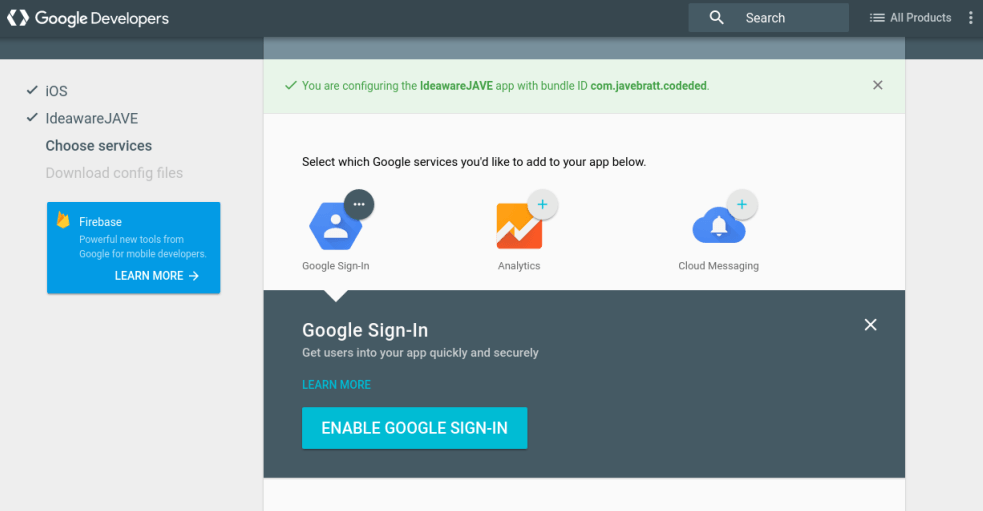 Google Developers
Search
All Products
iOS
IdeawareJAVE
Choose services
Download config files
Firebase
Powerful new tools from
Google for mobile developers.
LEARN MORE
You are configuring the IdeawareJAVE app with bundle ID com.javebratt.codeded.
Select which Google services you'd like to add to your app below.
Google Sign-In
Analytics
Cloud Messaging
Google Sign-In
Get users into your app quickly and securely
LEARN MORE
ENABLE GOOGLE SIGN-IN